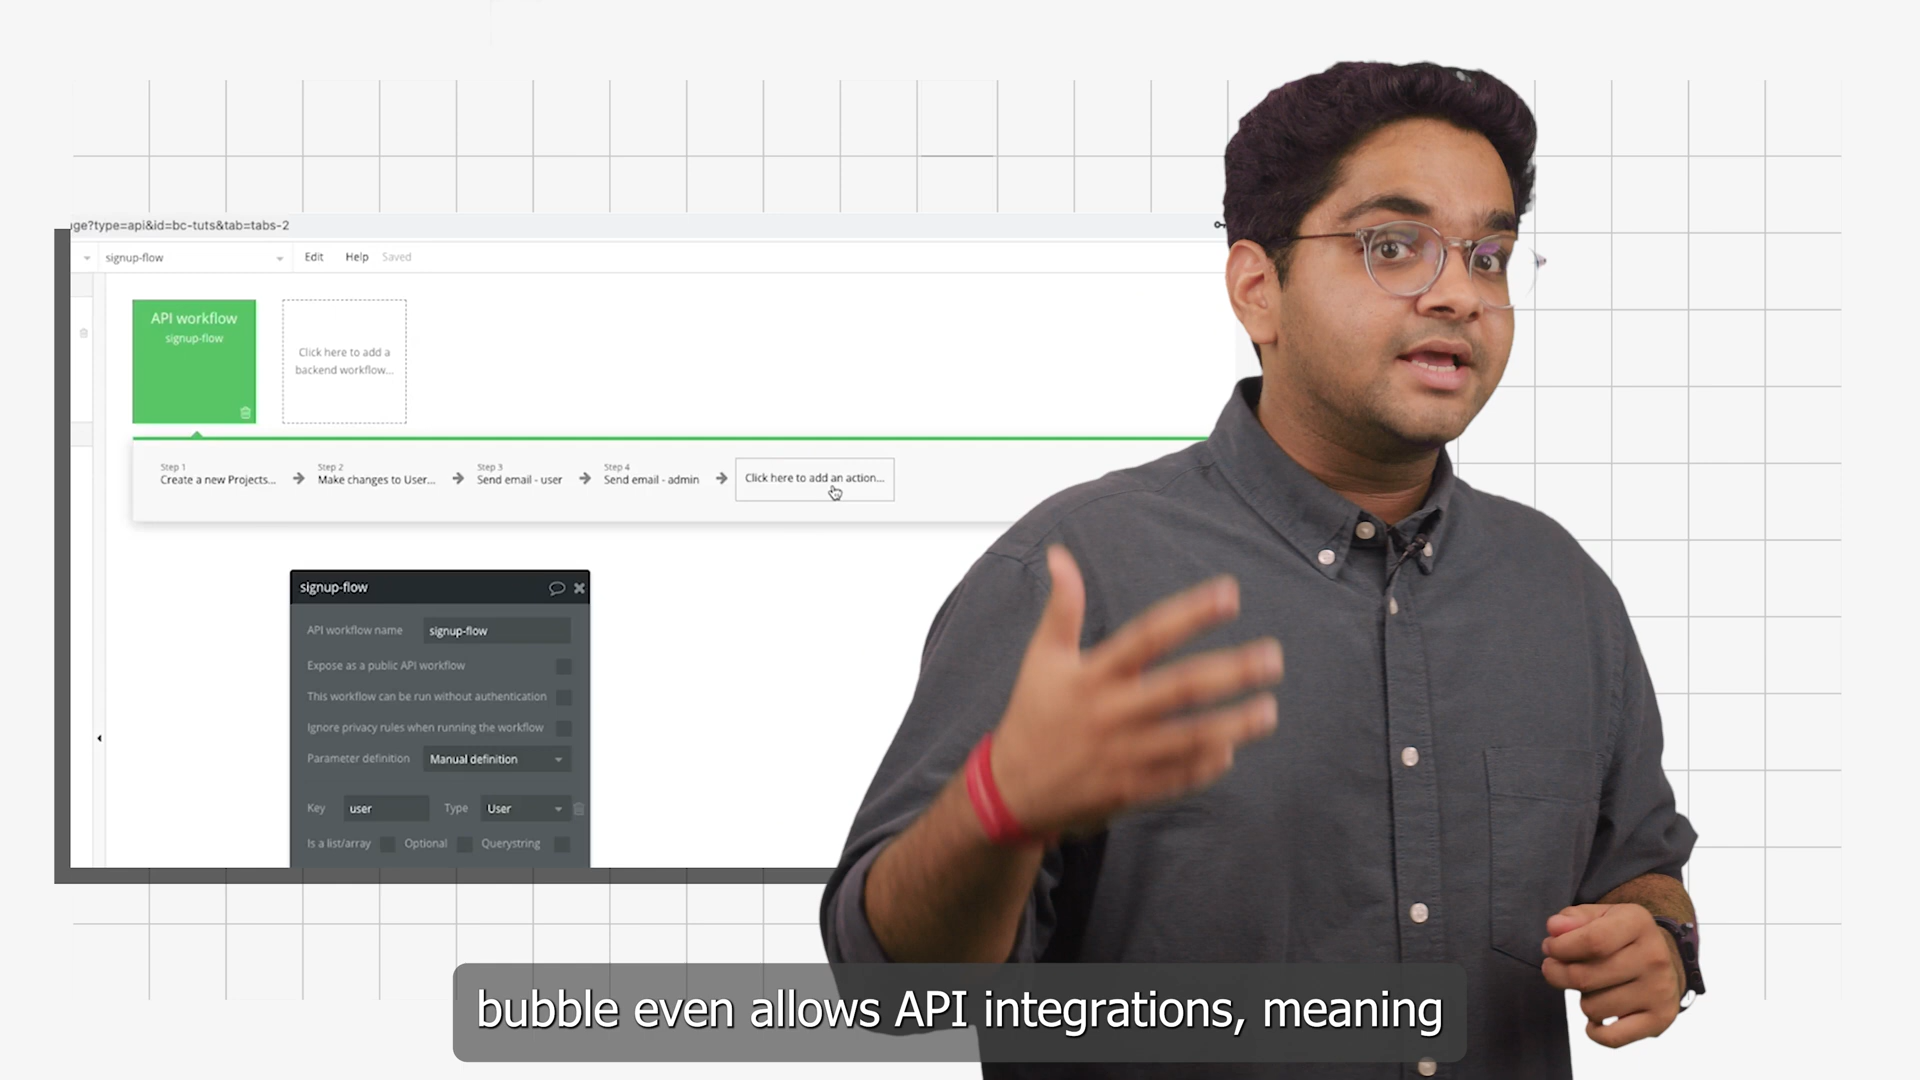 ge?type=api&id=bc-tuts&tab=tabs-2
signup-flow Edit Help Saved
API workflow
signup-flow
Click here to add a
backend workflow...
Step 1 Step 2 Step 3 Step 4
Create a new Projects... Make changes to User... Send email - user Send email - admin Click here to add an action...
signup-flow
API workflow name signup-flow
Expose as a public API workflow
This workflow can be run without authentication
Ignore privacy rules when running the workflow
Parameter definition Manual definition
Key user Type User
Is a list/array Optional Querystring
bubble even allows API integrations, meaning